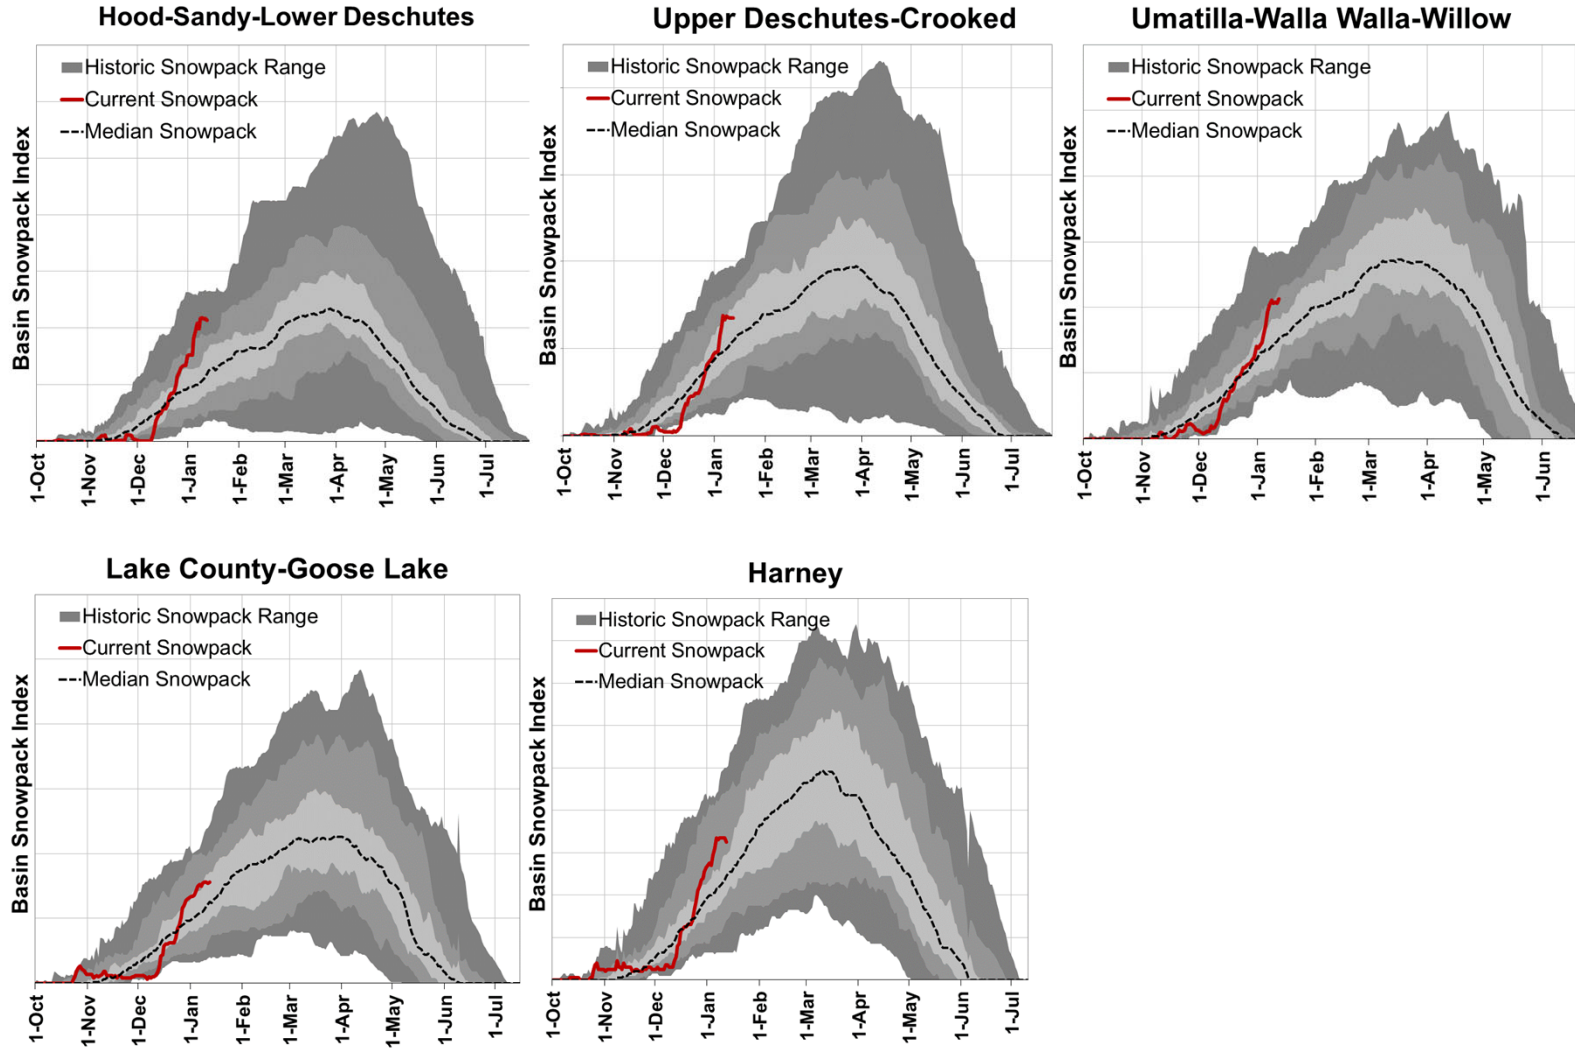 Hood-Sandy-Lower Deschutes
Historic Snowpack Range
Current Snowpack
Median Snowpack
Basin Snowpack Index
1-Oct
1-Nov
1-Dec
1-Jan
1-Feb
1-Mar
1-Apr
1-May
1-Jun
1-Jul
Upper Deschutes-Crooked
Historic Snowpack Range
Current Snowpack
Median Snowpack
Basin Snowpack Index
1-Oct
1-Nov
1-Dec
1-Jan
1-Feb
1-Mar
1-Apr
1-May
1-Jun
1-Jul
Umatilla-Walla Walla-Willow
Historic Snowpack Range
Current Snowpack
Median Snowpack
Basin Snowpack Index
1-Oct
1-Nov
1-Dec
1-Jan
1-Feb
1-Mar
1-Apr
1-May
1-Jun
Lake County-Goose Lake
Historic Snowpack Range
Current Snowpack
Median Snowpack
Basin Snowpack Index
1-Oct
1-Nov
1-Dec
1-Jan
1-Feb
1-Mar
1-Apr
1-May
1-Jun
1-Jul
Harney
Historic Snowpack Range
Current Snowpack
Median Snowpack
Basin Snowpack Index
1-Oct
1-Nov
1-Dec
1-Jan
1-Feb
1-Mar
1-Apr
1-May
1-Jun
1-Jul